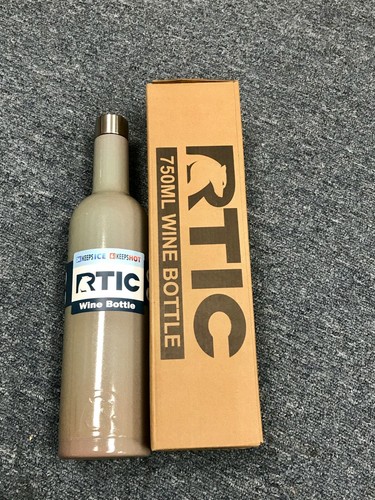 KEEPS ICE KEEPS HOT
RTIC
Wine Bottle
RTIC
750ML WINE BOTTLE